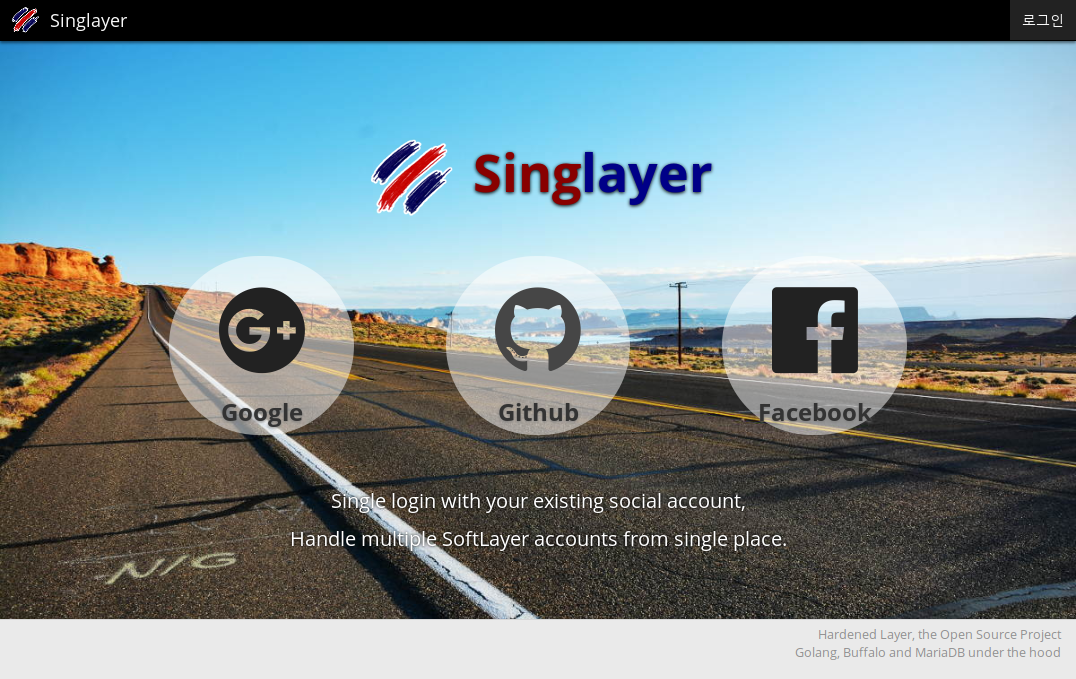 Singlayer
로그인
Singlayer
Google
Github
Facebook
Single login with your existing social account,
Handle multiple SoftLayer accounts from single place.
N/G
Hardened Layer, the Open Source Project
Golang, Buffalo and MariaDB under the hood